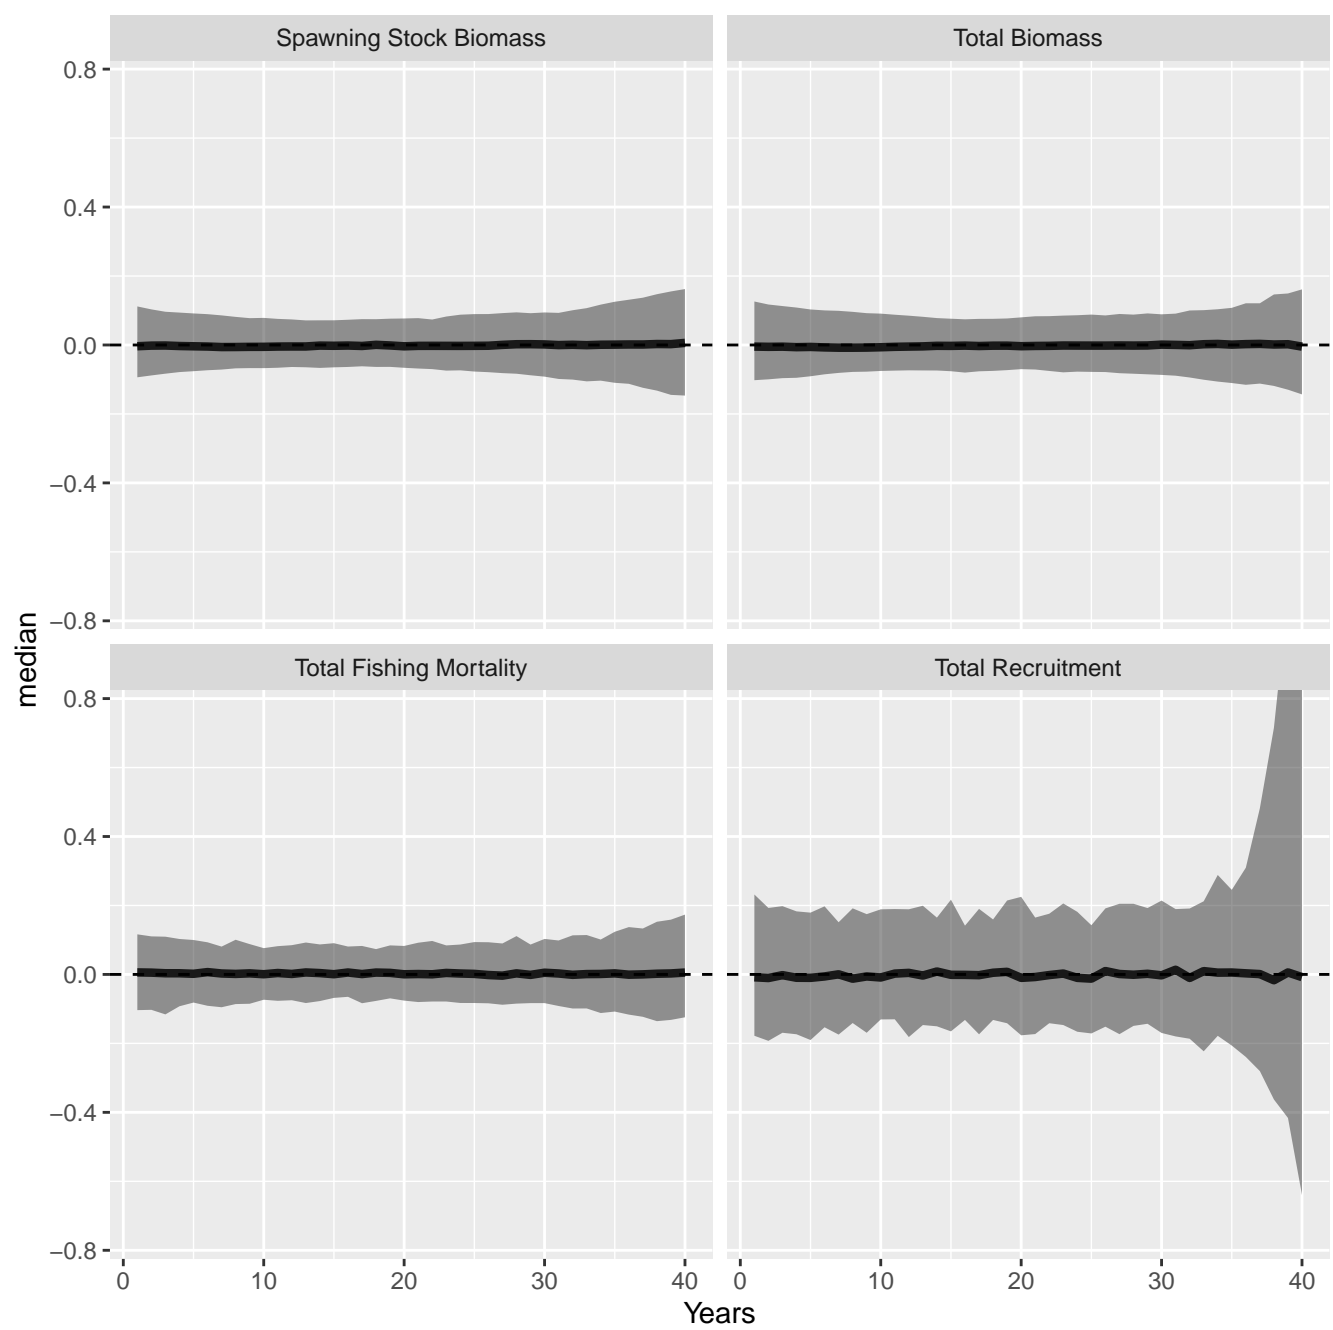 Spawning Stock Biomass
Total Biomass
0.8
0.4
0.0
−0.4
−0.8
median
Total Fishing Mortality
Total Recruitment
0.8
0.4
0.0
−0.4
−0.8
0 10 20 30 40
0 10 20 30 40
Years